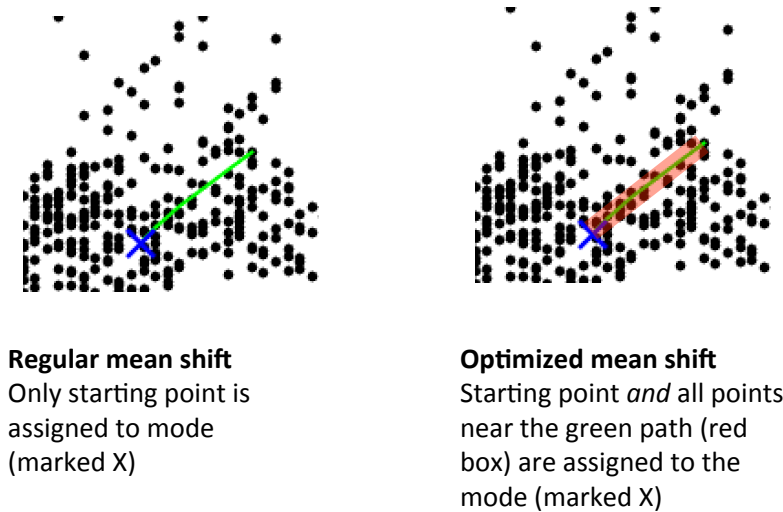 Regular mean shift
Only starting point is
assigned to mode
(marked X)
Optimized mean shift
Starting point and all points
near the green path (red
box) are assigned to the
mode (marked X)